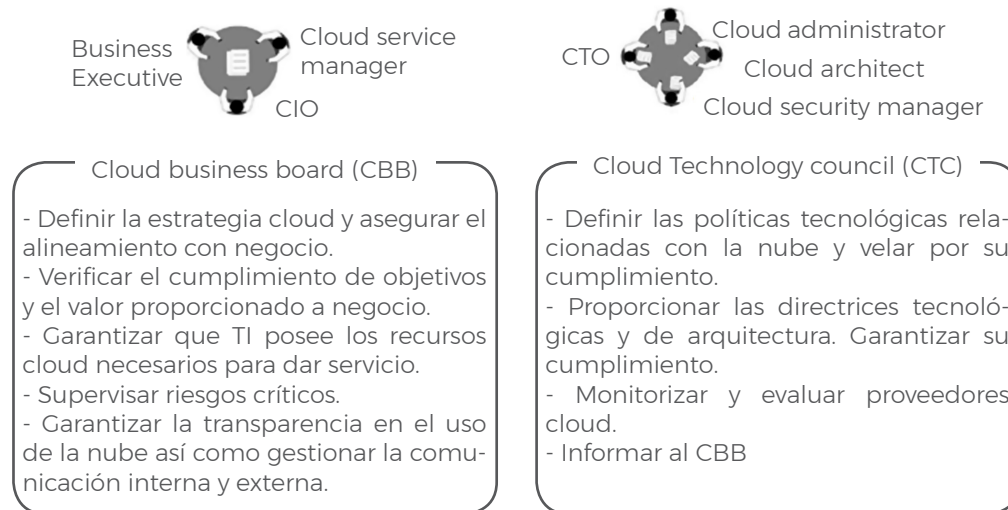 Business
Executive
Cloud service
manager
CIO
CTO
Cloud administrator
Cloud architect
Cloud security manager
Cloud business board (CBB)
- Definir la estrategia cloud y asegurar el
alineamiento con negocio.
- Verificar el cumplimiento de objetivos
y el valor proporcionado a negocio.
- Garantizar que TI posee los recursos
cloud necesarios para dar servicio.
- Supervisar riesgos críticos.
- Garantizar la transparencia en el uso
de la nube así como gestionar la comu-
nicación interna y externa.
Cloud Technology council (CTC)
- Definir las políticas tecnológicas rela-
cionadas con la nube y velar por su
cumplimiento.
- Proporcionar las directrices tecnoló-
gicas y de arquitectura. Garantizar su
cumplimiento.
- Monitorizar y evaluar proveedores
cloud.
- Informar al CBB